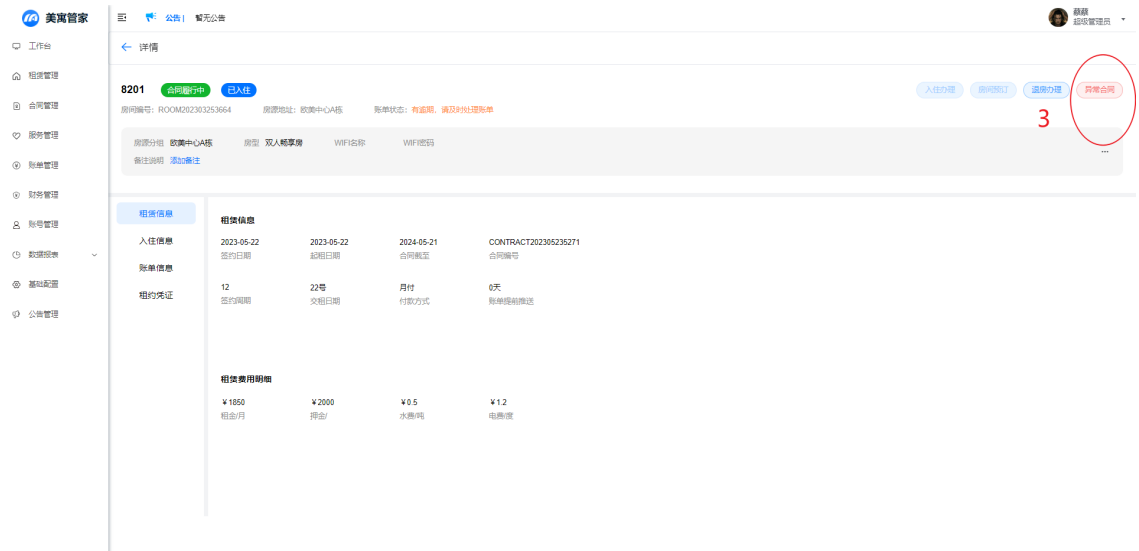 美寓管家
公告 | 暂无公告
蔡蔡
超级管理员
工作台
租赁管理
合同管理
服务管理
账单管理
财务管理
账号管理
数据报表
基础配置
公告管理
← 详情
8201 合同履行中 已入住
入住办理 房间预订 退房办理 异常合同
3
房间编号: ROOM202303253664 房源地址: 欧美中心A栋 账单状态: 有逾期、请及时处理账单
房源分组 欧美中心A栋 房型 双人畅享房 WIFI名称 WIFI密码
...
备注说明 添加备注
租赁信息
入住信息
账单信息
租约凭证
租赁信息
2023-05-22 2023-05-22 2024-05-21 CONTRACT202305235271
签约日期 起租日期 合同截至 合同编号
12 22号 月付 0天
签约周期 交租日期 付款方式 账单提前推送
租赁费用明细
¥1850 ¥2000 ¥0.5 ¥1.2
租金/月 押金/ 水费/吨 电费/度